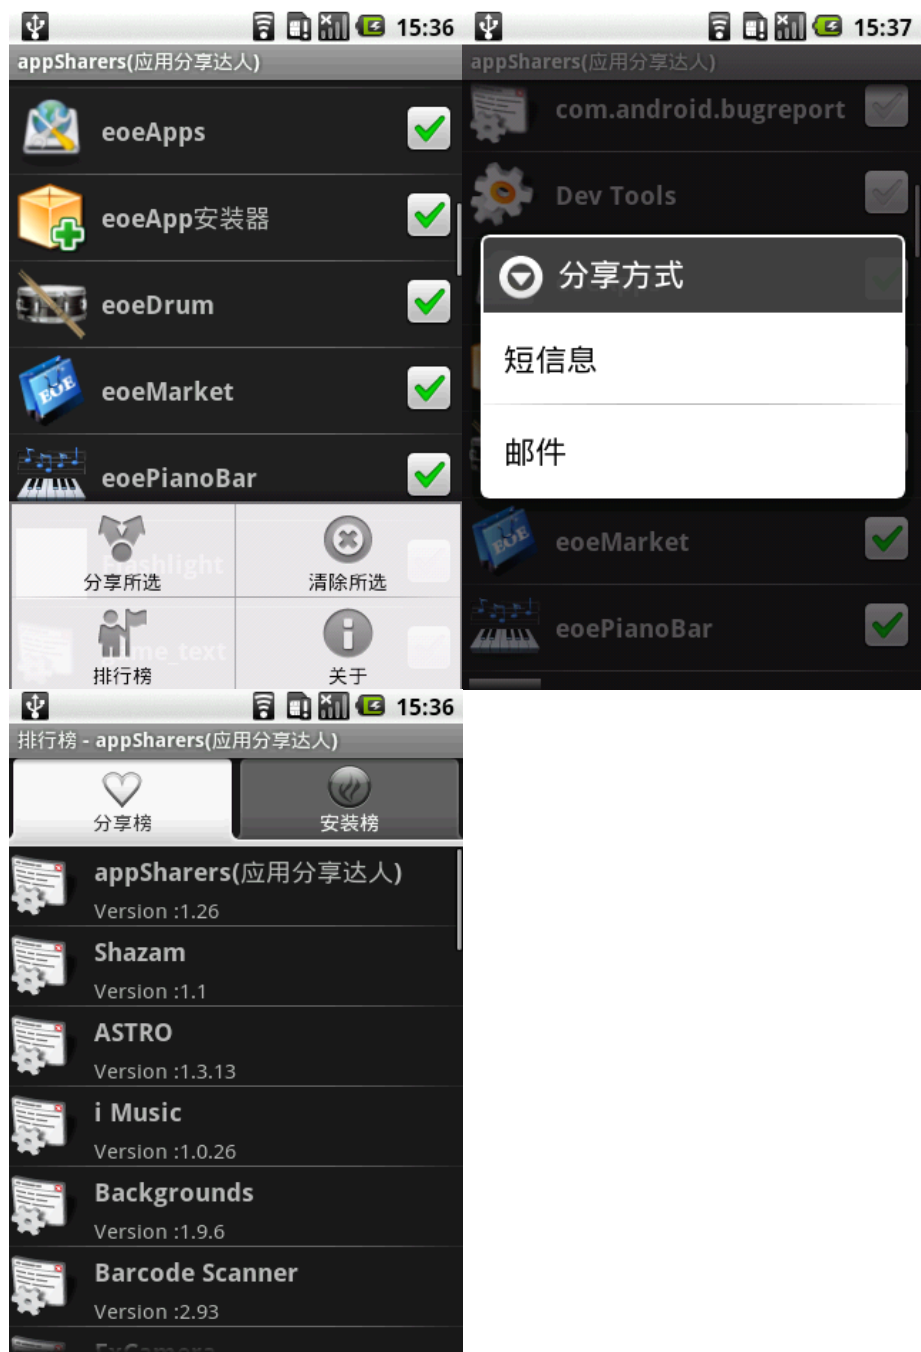 15:36
appSharers(应用分享达人)
eoeApps
eoeApp安装器
eoeDrum
EOE
eoeMarket
eoePianoBar
Flashlight
分享所选
清除所选
game_text
排行榜
关于
15:37
appSharers(应用分享达人)
com.android.bugreport
Dev Tools
分享方式
短信息
邮件
EOE
eoeMarket
eoePianoBar
15:36
排行榜 - appSharers(应用分享达人)
分享榜
安装榜
appSharers(应用分享达人)
Version :1.26
Shazam
Version :1.1
ASTRO
Version :1.3.13
i Music
Version :1.0.26
Backgrounds
Version :1.9.6
Barcode Scanner
Version :2.93